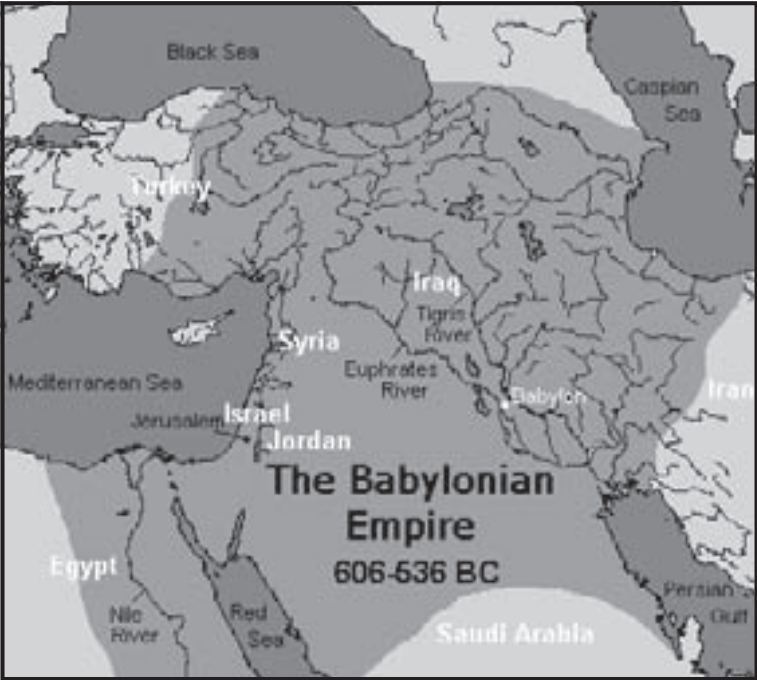 Black Sea
Caspian
Sea
Turkey
Iraq
Tigris
River
Syria
Euphrates
River
Mediterranean Sea
Iran
Babylon
Jerusalem
Israel
Jordan
The Babylonian
Empire
606-536 BC
Egypt
Nile
River
Red
Sea
Persian
Gulf
Saudi Arabia